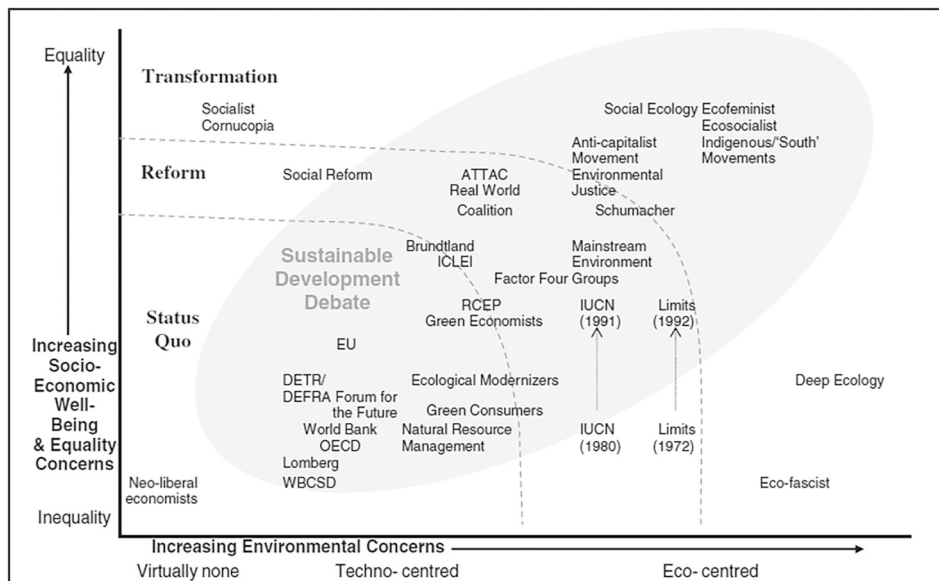 Equality
Transformation
Socialist
Cornucopia
Social Ecology Ecofeminist
Ecosocialist
Indigenous/'South'
Movements
Anti-capitalist
Movement
Environmental
Justice
Reform
Social Reform
ATTAC
Real World
Coalition
Schumacher
Sustainable
Development
Debate
Brundtland
ICLEI
Mainstream
Environment
Factor Four Groups
Status
Quo
RCEP
Green Economists
IUCN
(1991)
Limits
(1992)
EU
Increasing
Socio-
Economic
Well-
Being
& Equality
Concerns
DETR/
DEFRA Forum for
the Future
World Bank
OECD
Lomberg
WBCSD
Ecological Modernizers
Green Consumers
Natural Resource
Management
IUCN
(1980)
Limits
(1972)
Deep Ecology
Neo-liberal
economists
Eco-fascist
Inequality
Increasing Environmental Concerns
Virtually none
Techno- centred
Eco- centred